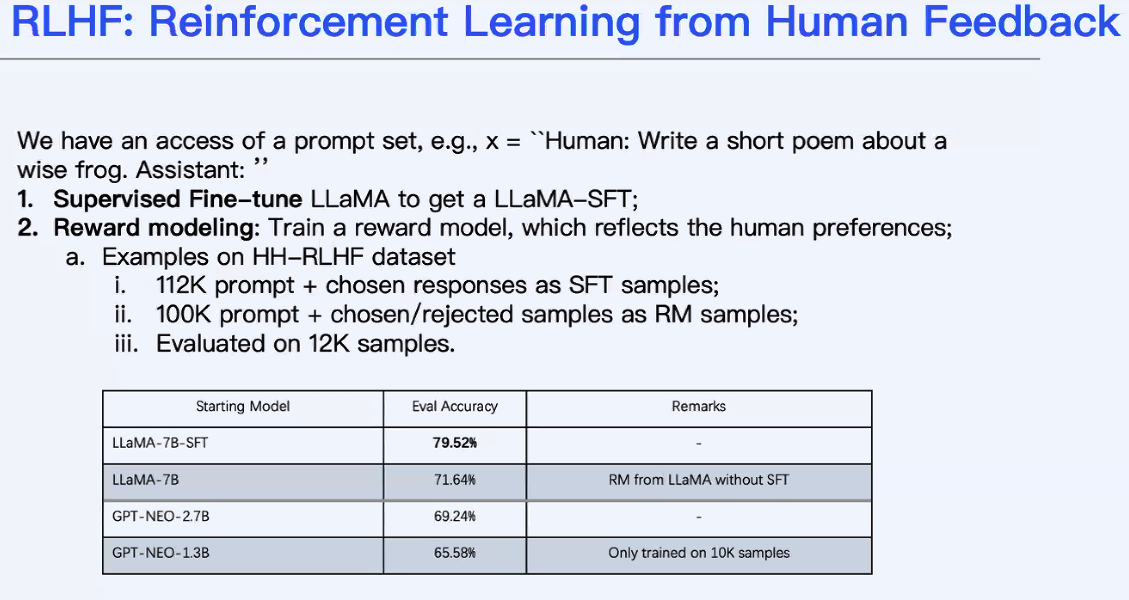 RLHF: Reinforcement Learning from Human Feedback
We have an access of a prompt set, e.g., x = ``Human: Write a short poem about a
wise frog. Assistant: ’’
1. Supervised Fine-tune LLaMA to get a LLaMA-SFT;
2. Reward modeling: Train a reward model, which reflects the human preferences;
a. Examples on HH-RLHF dataset
i. 112K prompt + chosen responses as SFT samples;
ii. 100K prompt + chosen/rejected samples as RM samples;
iii. Evaluated on 12K samples.
Starting Model Eval Accuracy Remarks
LLaMA-7B-SFT 79.52% -
LLaMA-7B 71.64% RM from LLaMA without SFT
GPT-NEO-2.7B 69.24% -
GPT-NEO-1.3B 65.58% Only trained on 10K samples